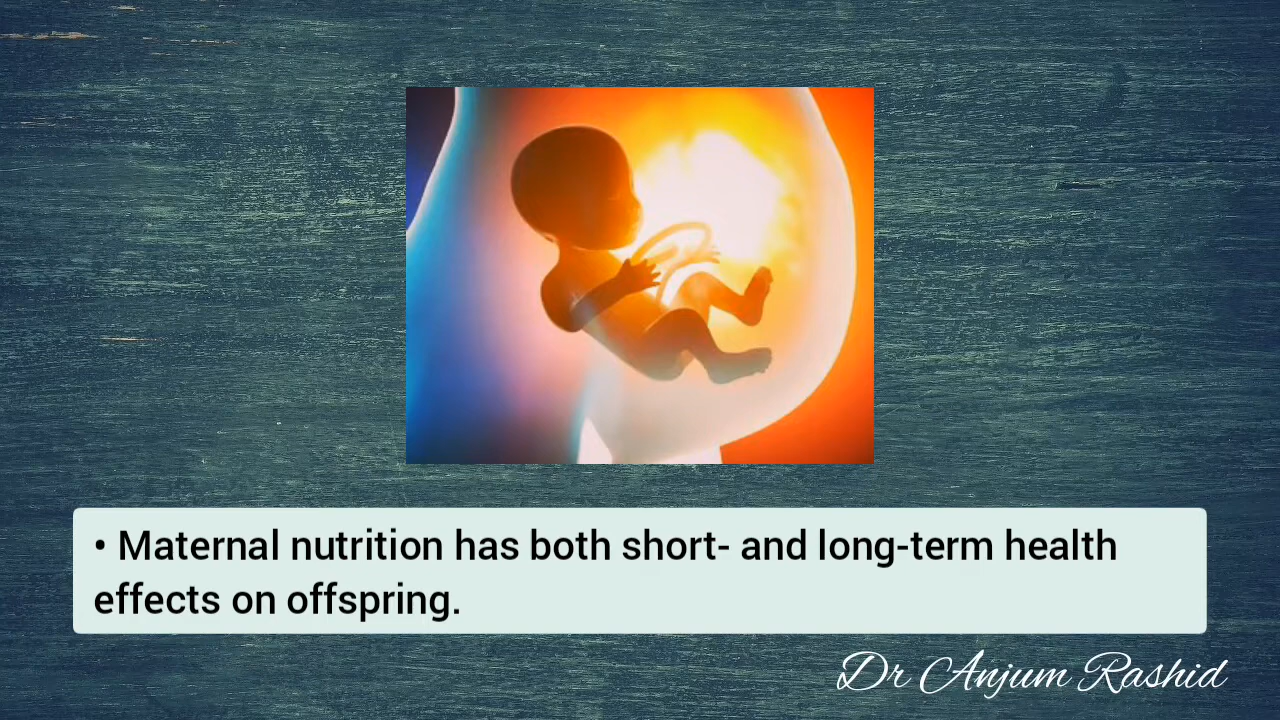 • Maternal nutrition has both short- and long-term health
effects on offspring.
Dr Anjum Rashid